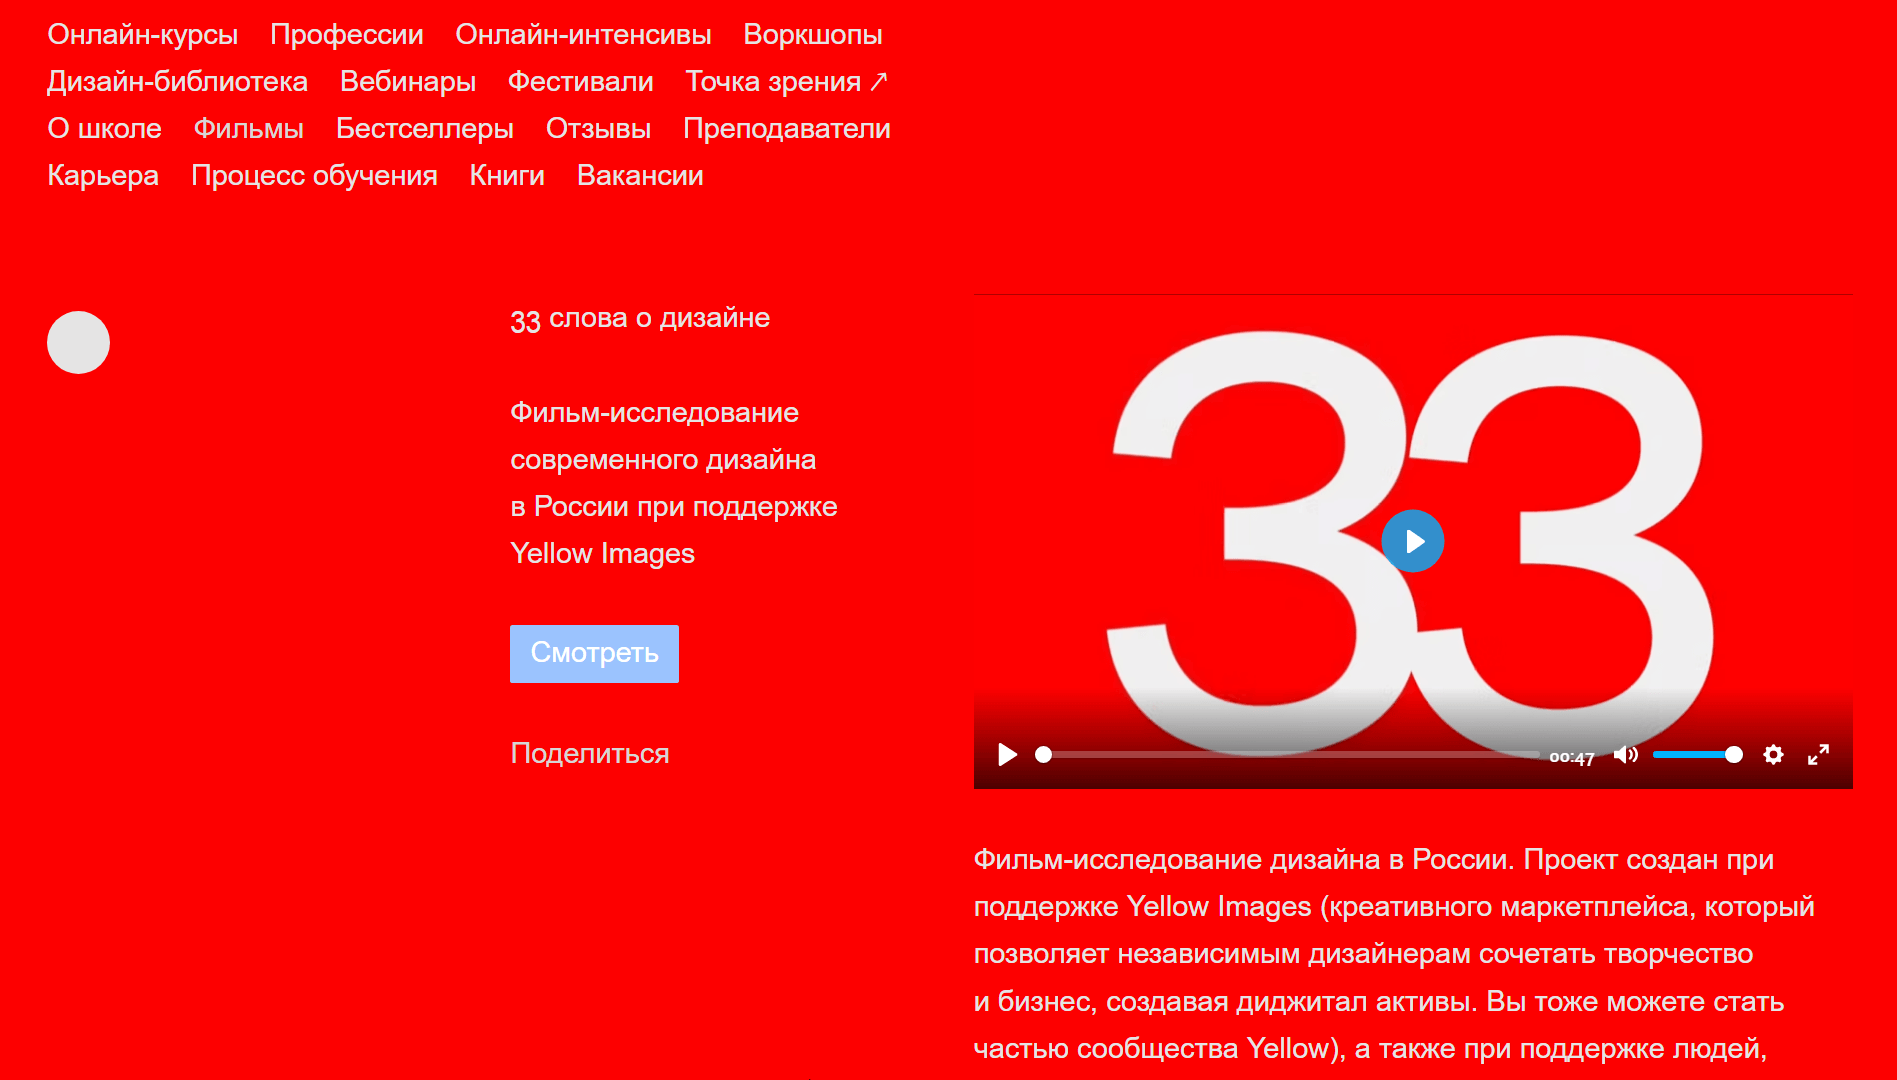 Онлайн-курсы Профессии Онлайн-интенсивы Воркшопы
Дизайн-библиотека Вебинары Фестивали Точка зрения ↗
О школе Фильмы Бестселлеры Отзывы Преподаватели
Карьера Процесс обучения Книги Вакансии
33 слова о дизайне
Фильм-исследование
современного дизайна
в России при поддержке
Yellow Images
Смотреть
Поделиться
33
00:47
Фильм-исследование дизайна в России. Проект создан при
поддержке Yellow Images (креативного маркетплейса, который
позволяет независимым дизайнерам сочетать творчество
и бизнес, создавая диджитал активы. Вы тоже можете стать
частью сообщества Yellow), а также при поддержке людей,